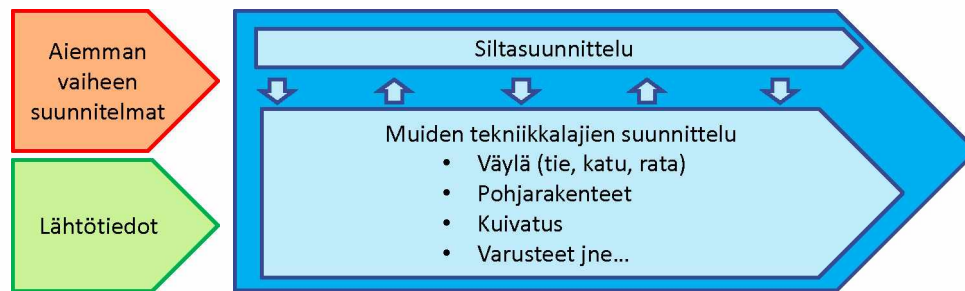 Aiemman
vaiheen
suunnitelmat
Lähtötiedot
Siltasuunnittelu
Muiden tekniikkalajien suunnittelu
• Väylä (tie, katu, rata)
• Pohjarakenteet
• Kuivatus
• Varusteet jne…